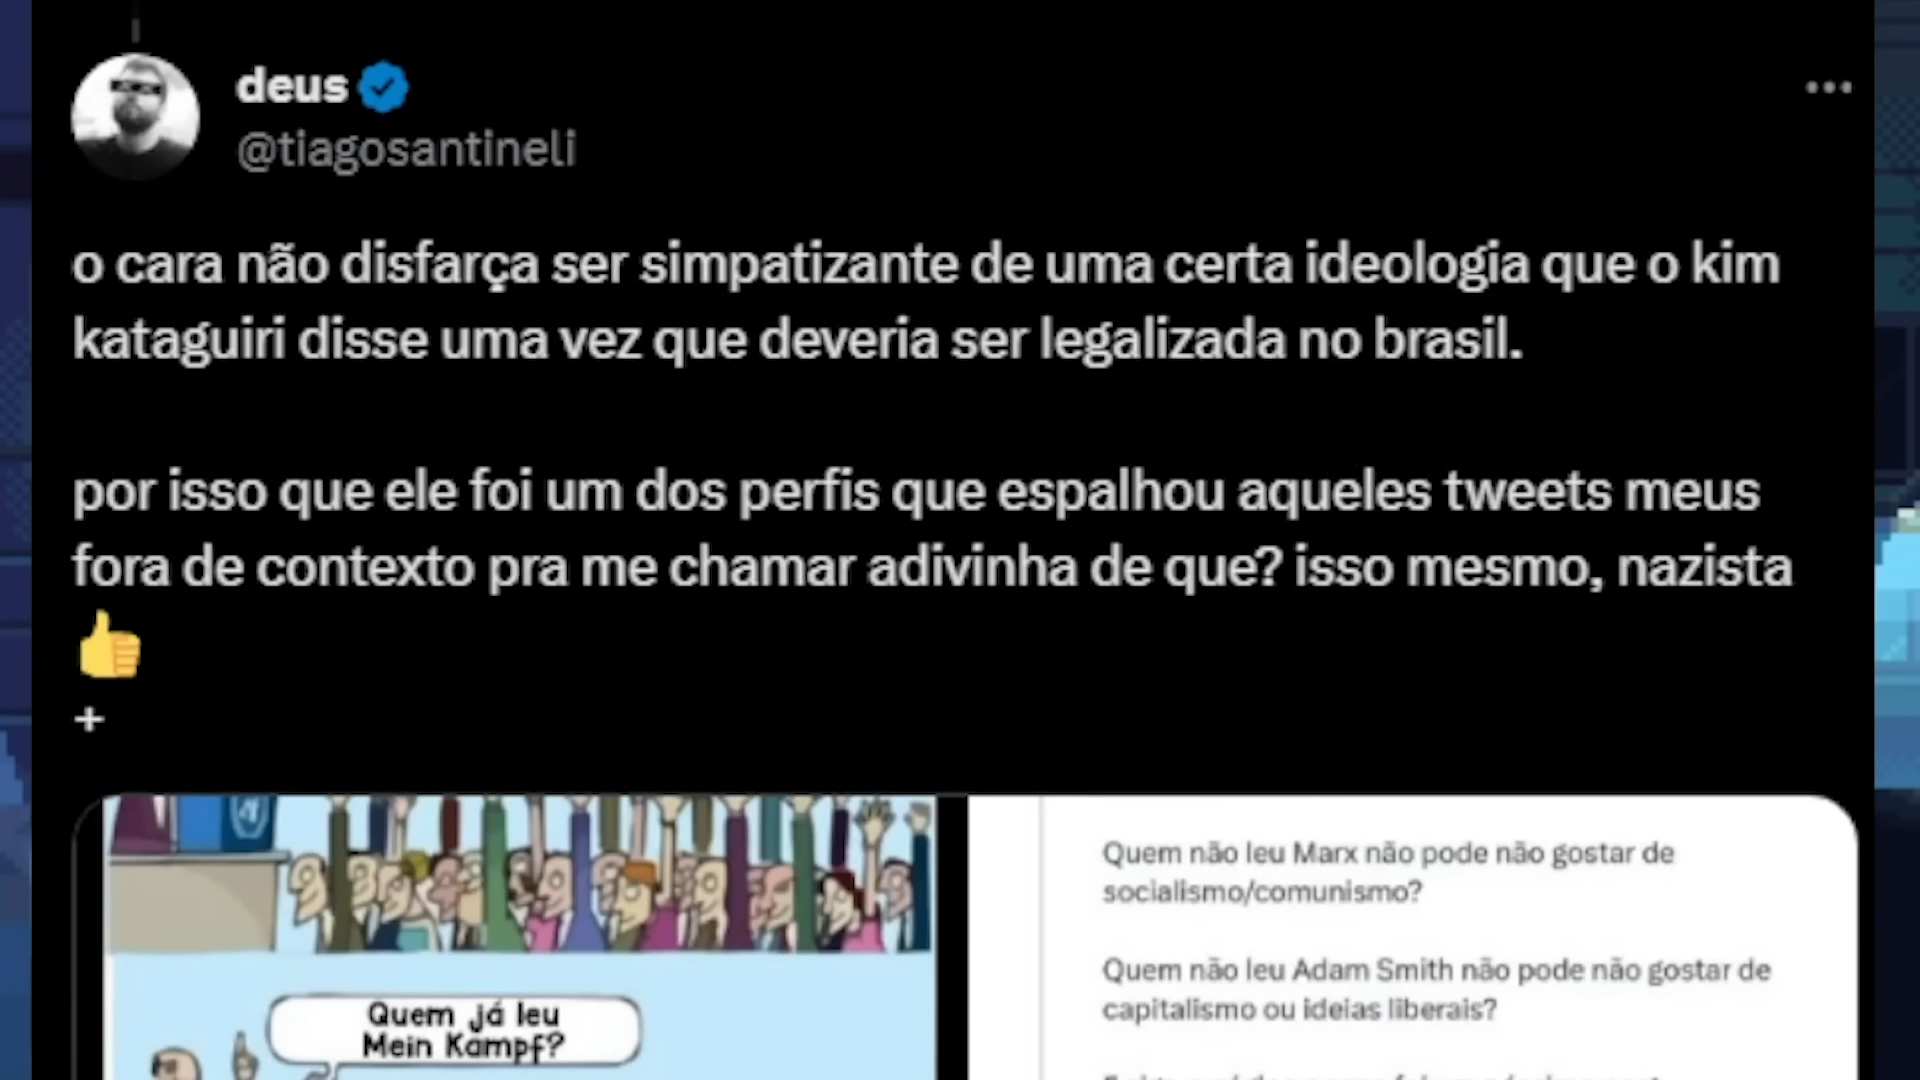 deus
@tiagosantineli
o cara não disfarça ser simpatizante de uma certa ideologia que o kim
kataguiri disse uma vez que deveria ser legalizada no brasil.
por isso que ele foi um dos perfis que espalhou aqueles tweets meus
fora de contexto pra me chamar adivinha de que? isso mesmo, nazista
👍
+
Quem já leu
Mein Kampf?
Quem não leu Marx não pode não gostar de
socialismo/comunismo?
Quem não leu Adam Smith não pode não gostar de
capitalismo ou ideias liberais?